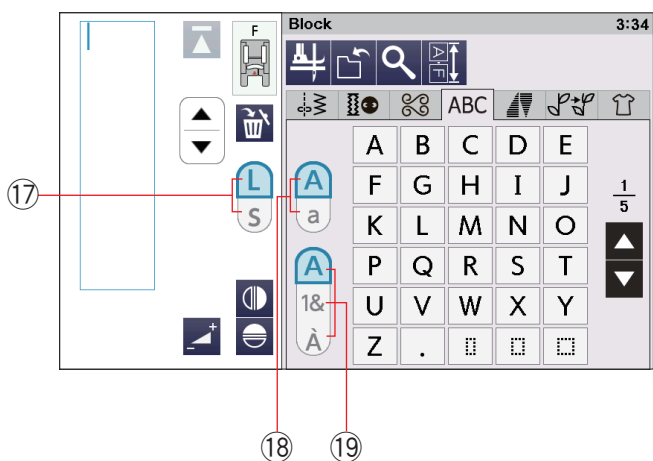 F
Block 3:34
A F
ABC
A B C D E
L A F G H I J 1
⑰ 5
S a K L M N O
A P Q R S T
1& U V W X Y
À Z .
⑱ ⑲